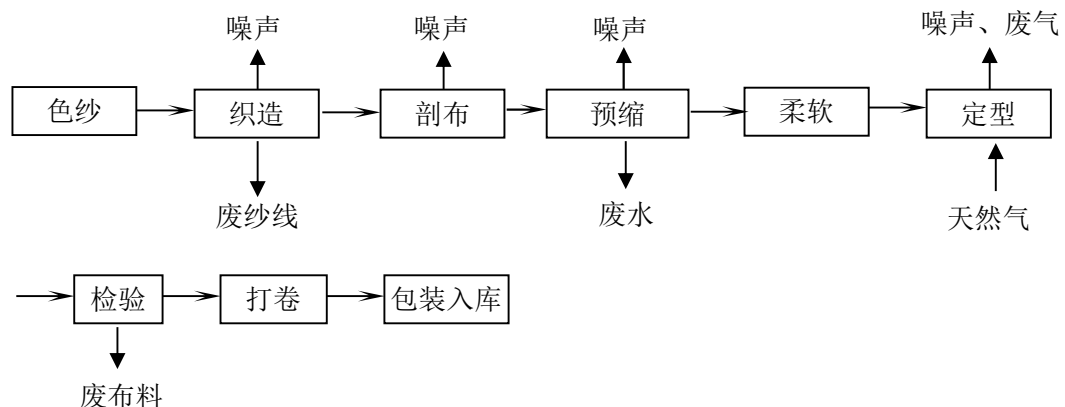 噪声 噪声 噪声 噪声、废气
色纱 织造 剖布 预缩 柔软 定型
废纱线 废水 天然气
检验 打卷 包装入库
废布料